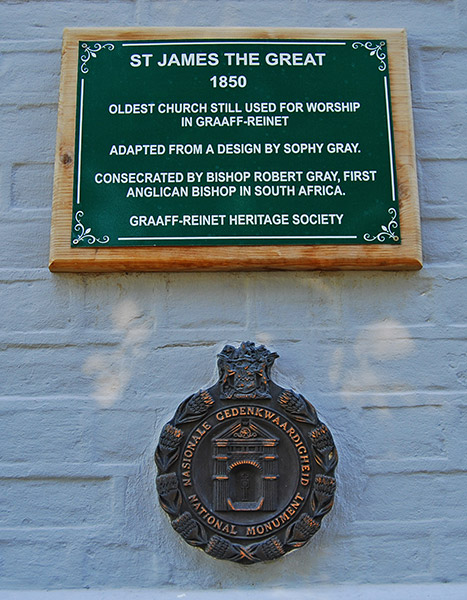 ST JAMES THE GREAT
1850
OLDEST CHURCH STILL USED FOR WORSHIP
IN GRAAFF-REINET
ADAPTED FROM A DESIGN BY SOPHY GRAY.
CONSECRATED BY BISHOP ROBERT GRAY, FIRST
ANGLICAN BISHOP IN SOUTH AFRICA.
GRAAFF-REINET HERITAGE SOCIETY
NASIONALE GEDENKWAARDIGHEID
NATIONAL MONUMENT